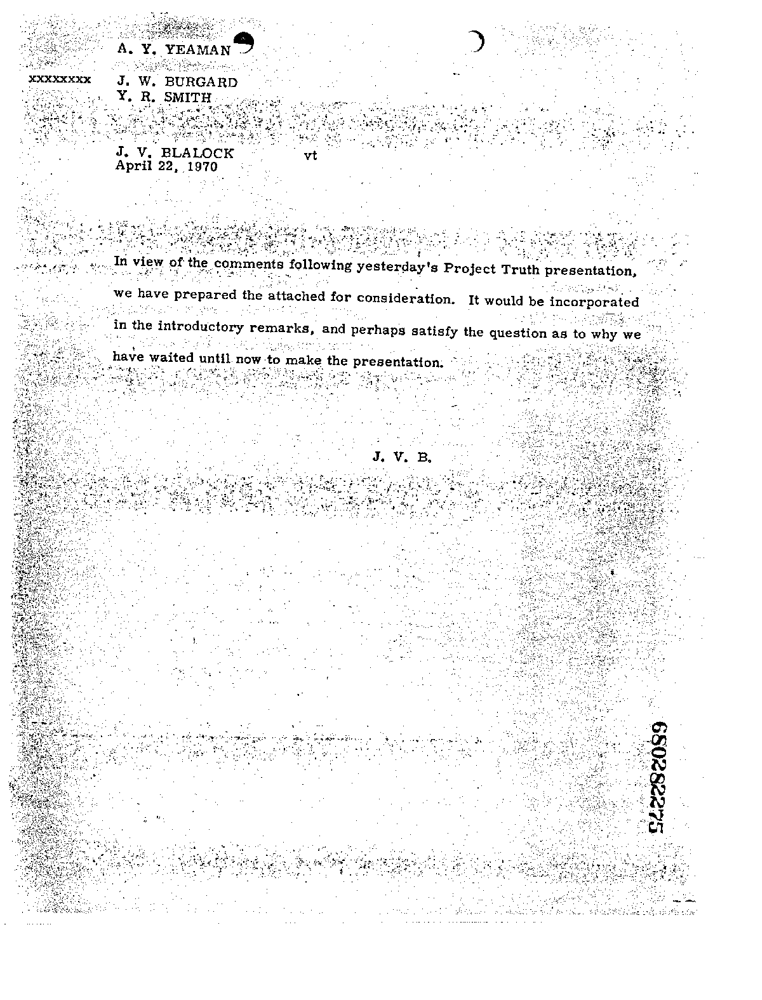 A. Y. YEAMAN
xxxxxxxx J. W. BURGARD
Y. R. SMITH
J. V. BLALOCK vt
April 22, 1970
In view of the comments following yesterday's Project Truth presentation,
we have prepared the attached for consideration. It would be incorporated
in the introductory remarks, and perhaps satisfy the question as to why we
have waited until now to make the presentation.
J. V. B.
680282275